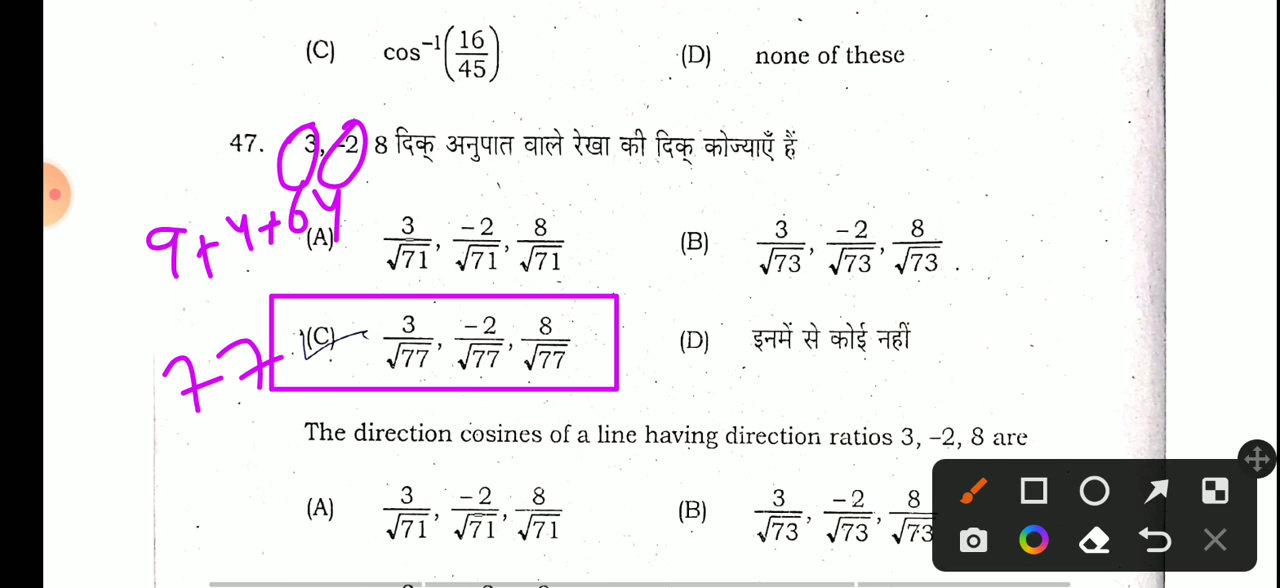 (C) cos⁻¹(16/45) (D) none of these
47. 3, -2, 8 दिक् अनुपात वाले रेखा की दिक् कोज्याएँ हैं
9+4+64
(A) 3/√71, -2/√71, 8/√71 (B) 3/√73, -2/√73, 8/√73.
77
(C) 3/√77, -2/√77, 8/√77 (D) इनमें से कोई नहीं
The direction cosines of a line having direction ratios 3, –2, 8 are
(A) 3/√71, -2/√71, 8/√71 (B) 3/√73, -2/√73, 8/√73